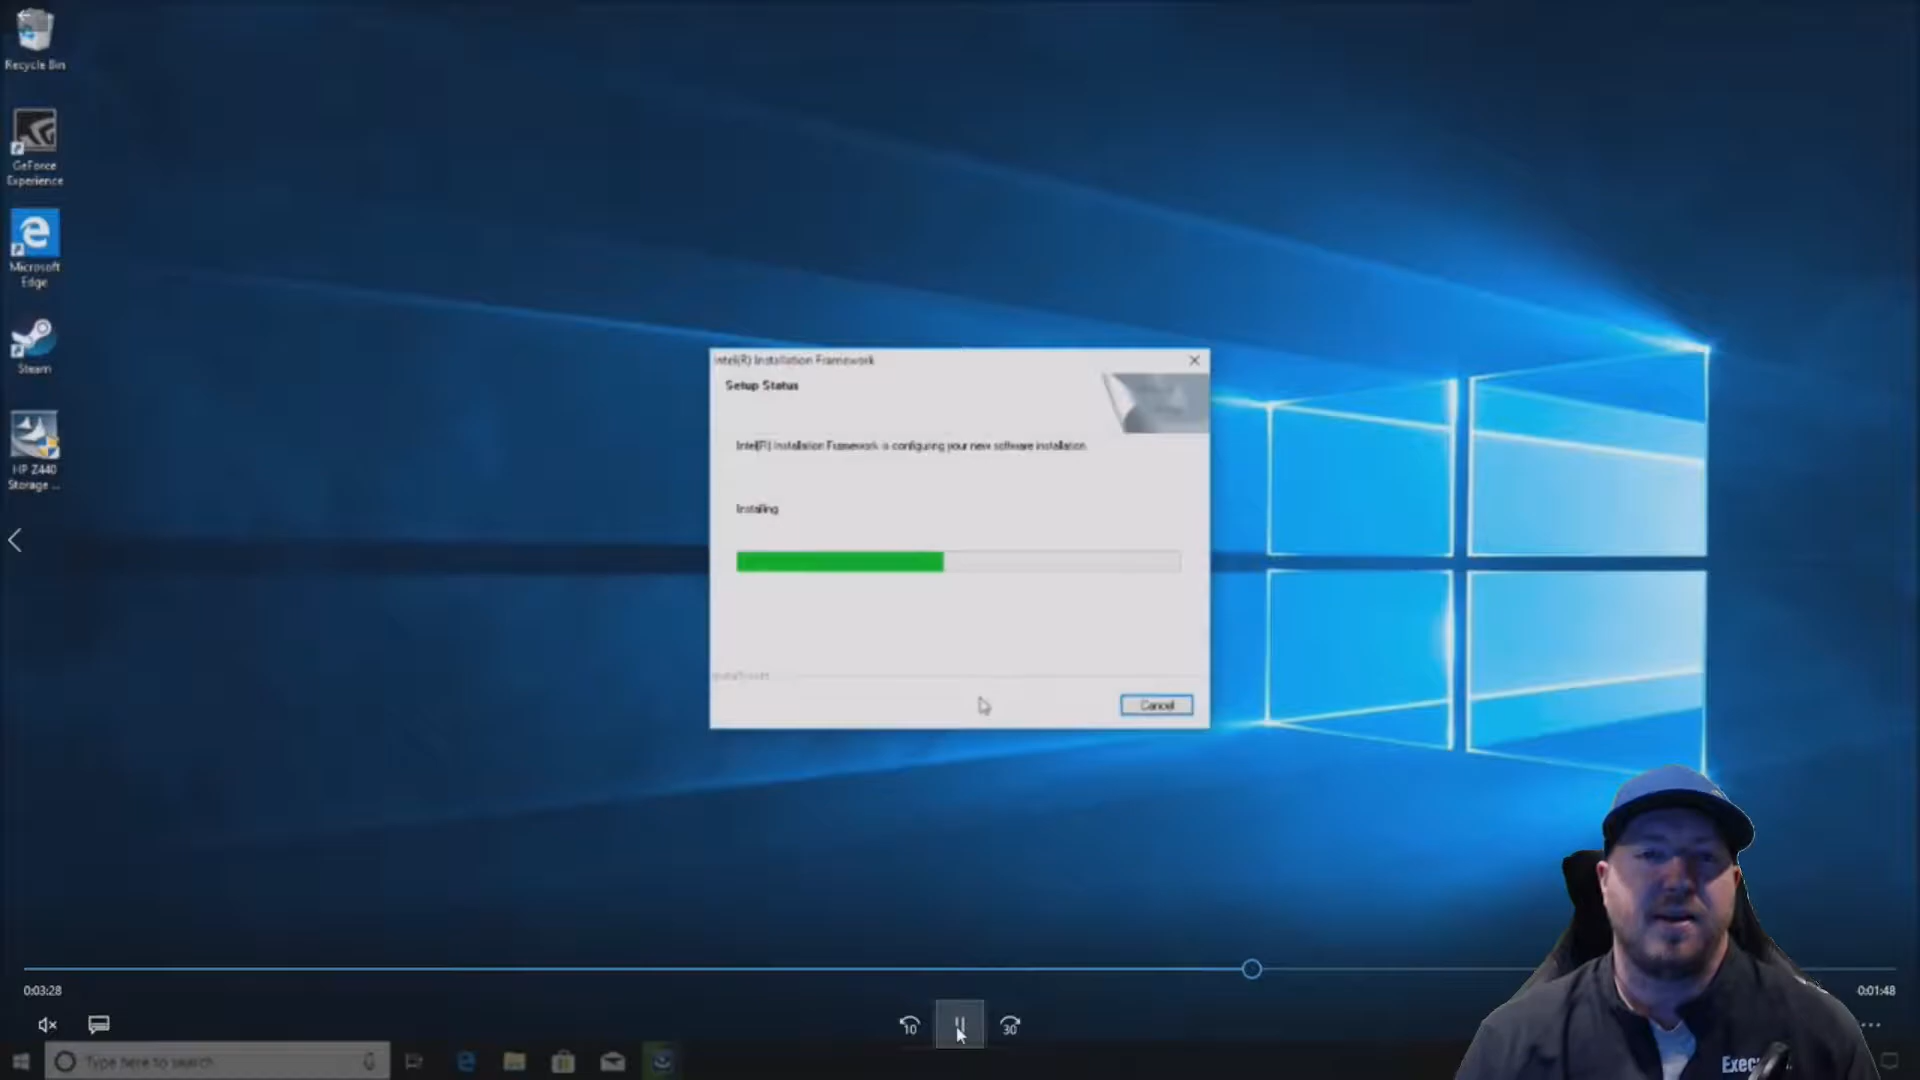 Recycle Bin
GeForce
Experience
Microsoft
Edge
Steam
HP Z440
Storage ...
Intel(R) Installation Framework
Setup Status
Intel(R) Installation Framework is configuring your new software installation.
Installing
Cancel
0:03:28
0:01:48
10
30
Type here to search